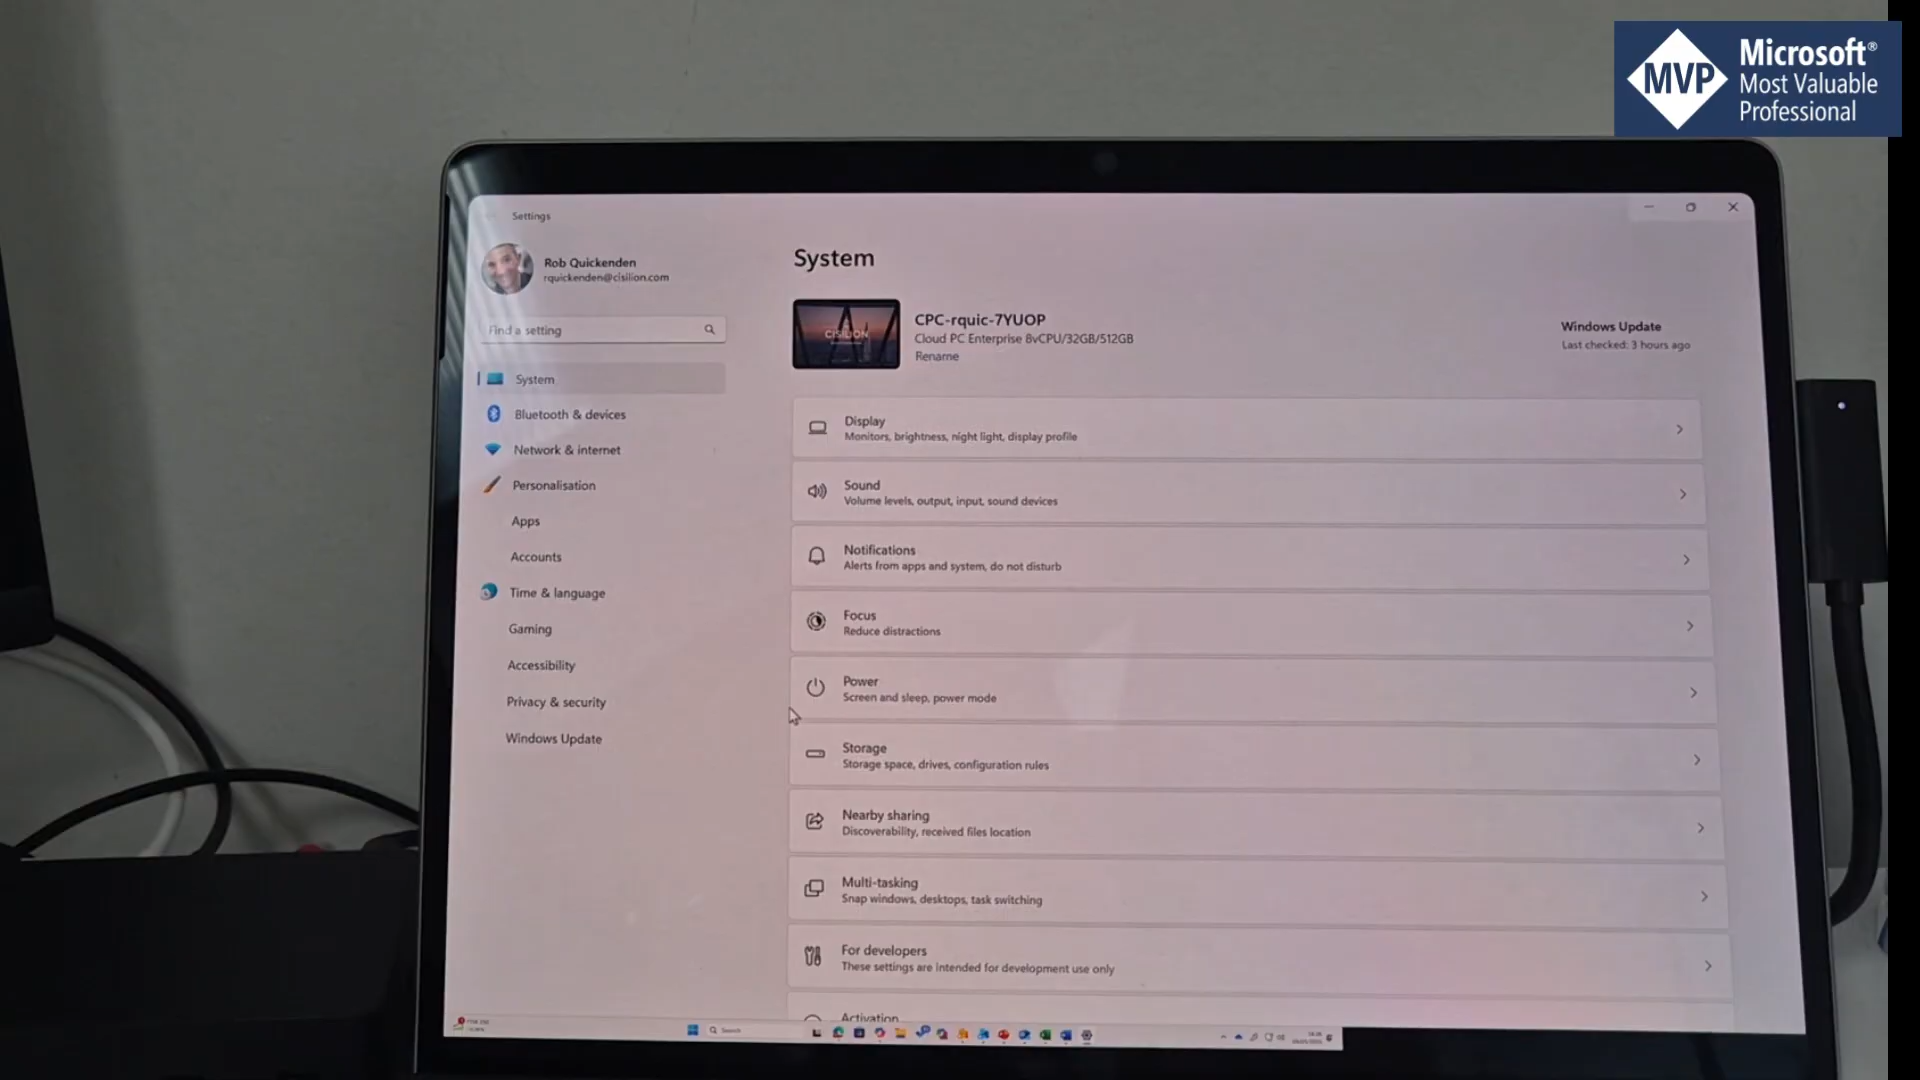 MVP
Microsoft®
Most Valuable
Professional
Settings
Rob Quickenden
rquickenden@cisilion.com
Find a setting
System
Bluetooth & devices
Network & internet
Personalisation
Apps
Accounts
Time & language
Gaming
Accessibility
Privacy & security
Windows Update
System
CISILION
CPC-rquic-7YUOP
Cloud PC Enterprise 8vCPU/32GB/512GB
Rename
Windows Update
Last checked: 3 hours ago
Display
Monitors, brightness, night light, display profile
Sound
Volume levels, output, input, sound devices
Notifications
Alerts from apps and system, do not disturb
Focus
Reduce distractions
Power
Screen and sleep, power mode
Storage
Storage space, drives, configuration rules
Nearby sharing
Discoverability, received files location
Multi-tasking
Snap windows, desktops, task switching
For developers
These settings are intended for development use only
Activation
Search